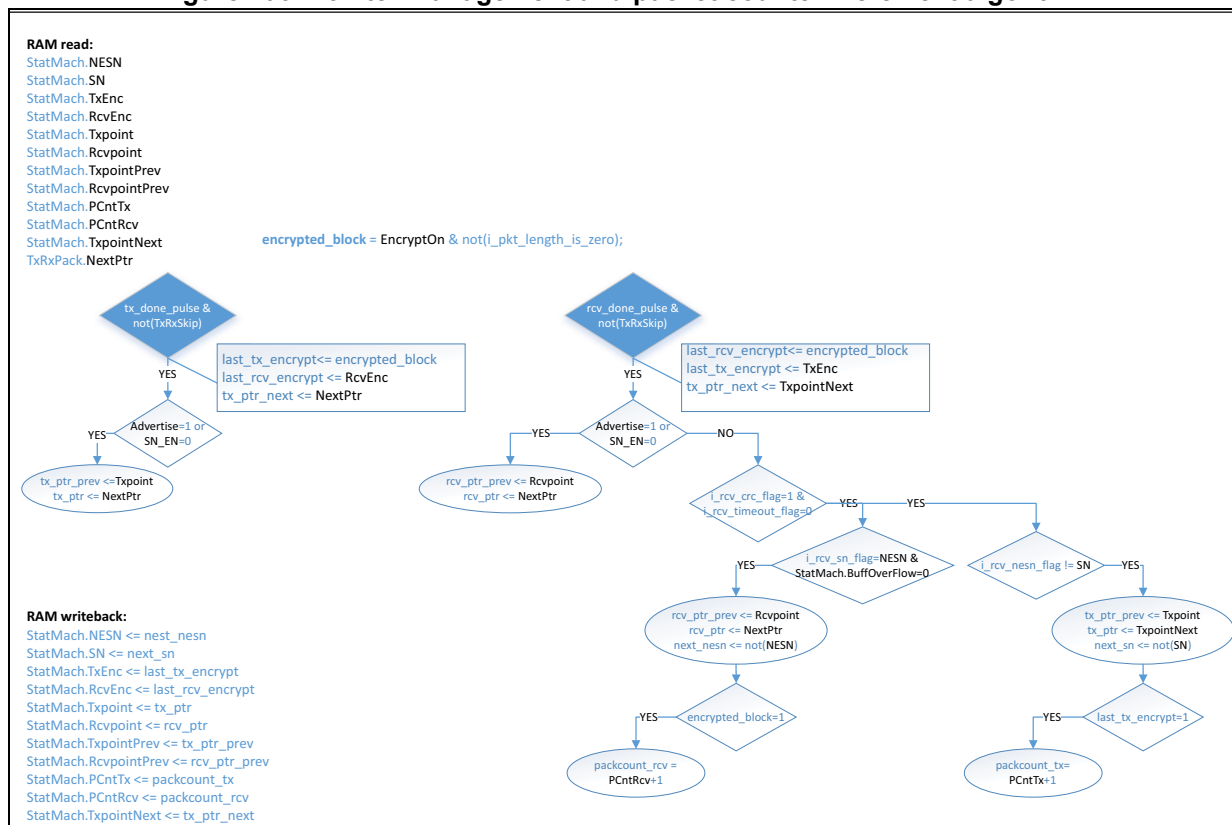 RAM read:
StatMach.NESN
StatMach.SN
StatMach.TxEnc
StatMach.RcvEnc
StatMach.Txpoint
StatMach.Rcvpoint
StatMach.TxpointPrev
StatMach.RcvpointPrev
StatMach.PCntTx
StatMach.PCntRcv
StatMach.TxpointNext
TxRxPack.NextPtr
encrypted_block = EncryptOn & not(i_pkt_length_is_zero);
tx_done_pulse &
not(TxRxSkip)
last_tx_encrypt<= encrypted_block
last_rcv_encrypt <= RcvEnc
tx_ptr_next <= NextPtr
YES
Advertise=1 or
SN_EN=0
YES
tx_ptr_prev <=Txpoint
tx_ptr <= NextPtr
rcv_done_pulse &
not(TxRxSkip)
last_rcv_encrypt<= encrypted_block
last_tx_encrypt <= TxEnc
tx_ptr_next <= TxpointNext
YES
Advertise=1 or
SN_EN=0
YES
NO
rcv_ptr_prev <= Rcvpoint
rcv_ptr <= NextPtr
i_rcv_crc_flag=1 &
i_rcv_timeout_flag=0
YES
YES
i_rcv_sn_flag=NESN &
StatMach.BuffOverFlow=0
YES
i_rcv_nesn_flag != SN
YES
rcv_ptr_prev <= Rcvpoint
rcv_ptr <= NextPtr
next_nesn <= not(NESN)
tx_ptr_prev <= Txpoint
tx_ptr <= TxpointNext
next_sn <= not(SN)
encrypted_block=1
YES
last_tx_encrypt=1
YES
packcount_rcv =
PCntRcv+1
packcount_tx=
PCntTx+1
RAM writeback:
StatMach.NESN <= nest_nesn
StatMach.SN <= next_sn
StatMach.TxEnc <= last_tx_encrypt
StatMach.RcvEnc <= last_rcv_encrypt
StatMach.Txpoint <= tx_ptr
StatMach.Rcvpoint <= rcv_ptr
StatMach.TxpointPrev <= tx_ptr_prev
StatMach.RcvpointPrev <= rcv_ptr_prev
StatMach.PCntTx <= packcount_tx
StatMach.PCntRcv <= packcount_rcv
StatMach.TxpointNext <= tx_ptr_next